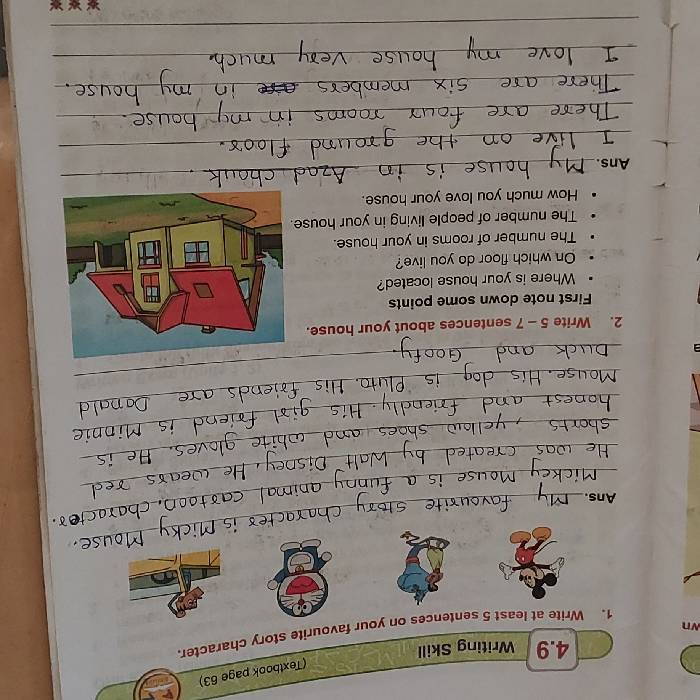 4.9 Writing Skill (Textbook page 63)
1. Write at least 5 sentences on your favourite story character.
Ans. My favourite story character is Micky Mouse.
Mickey Mouse is a funny animal cartoon. character.
He was created by Walt Disney. He wears red
shorts, yellow shoes and white gloves. He is
honest and friendly. His girl friend is Minnie
Mouse. His dog is Pluto. His friends are Donald
Duck and Goofy.
2. Write 5 – 7 sentences about your house.
First note down some points
• Where is your house located?
• On which floor do you live?
• The number of rooms in your house.
• The number of people living in your house.
• How much you love your house.
Ans. My house is in Azad chowk.
I live on the ground floor.
There are four rooms in my house.
There are six members in my house.
I love my house very much